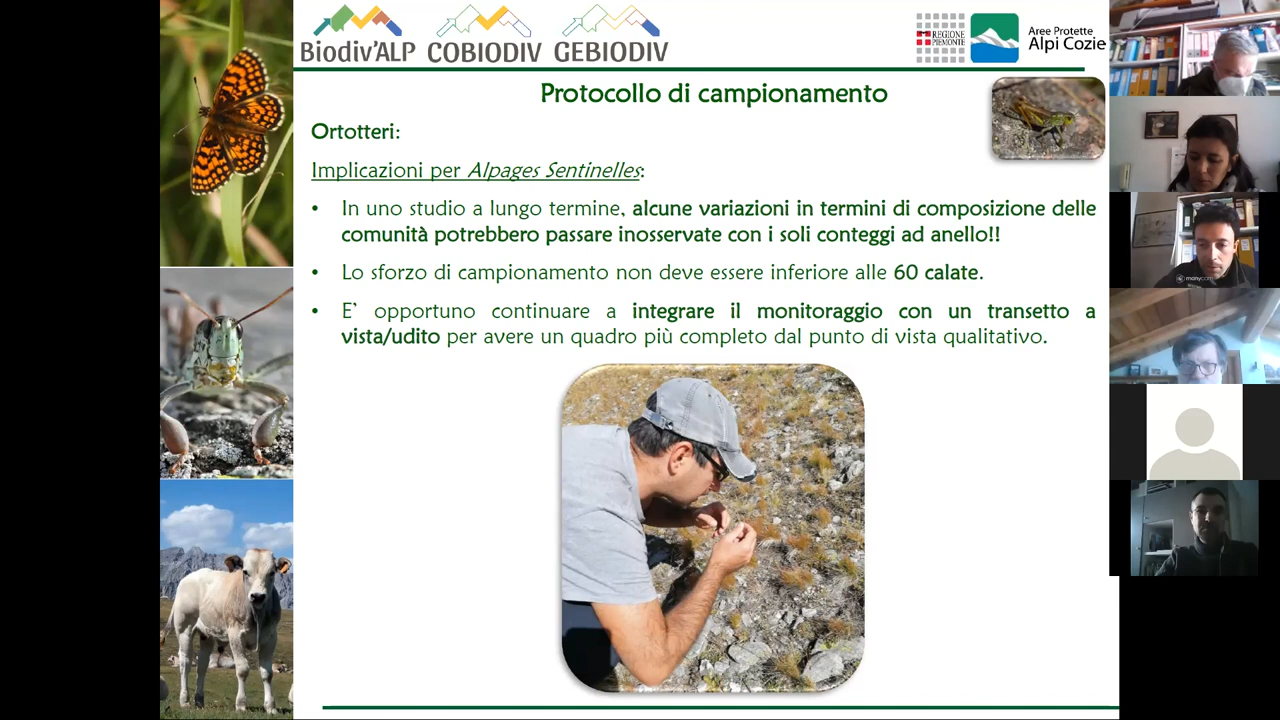 Biodiv'ALP COBIODIV GEBIODIV
REGIONE
PIEMONTE
Aree Protette
Alpi Cozie
Protocollo di campionamento
Ortotteri:
Implicazioni per Alpages Sentinelles:
• In uno studio a lungo termine, alcune variazioni in termini di composizione delle
comunità potrebbero passare inosservate con i soli conteggi ad anello!!
• Lo sforzo di campionamento non deve essere inferiore alle 60 calate.
• E' opportuno continuare a integrare il monitoraggio con un transetto a
vista/udito per avere un quadro più completo dal punto di vista qualitativo.